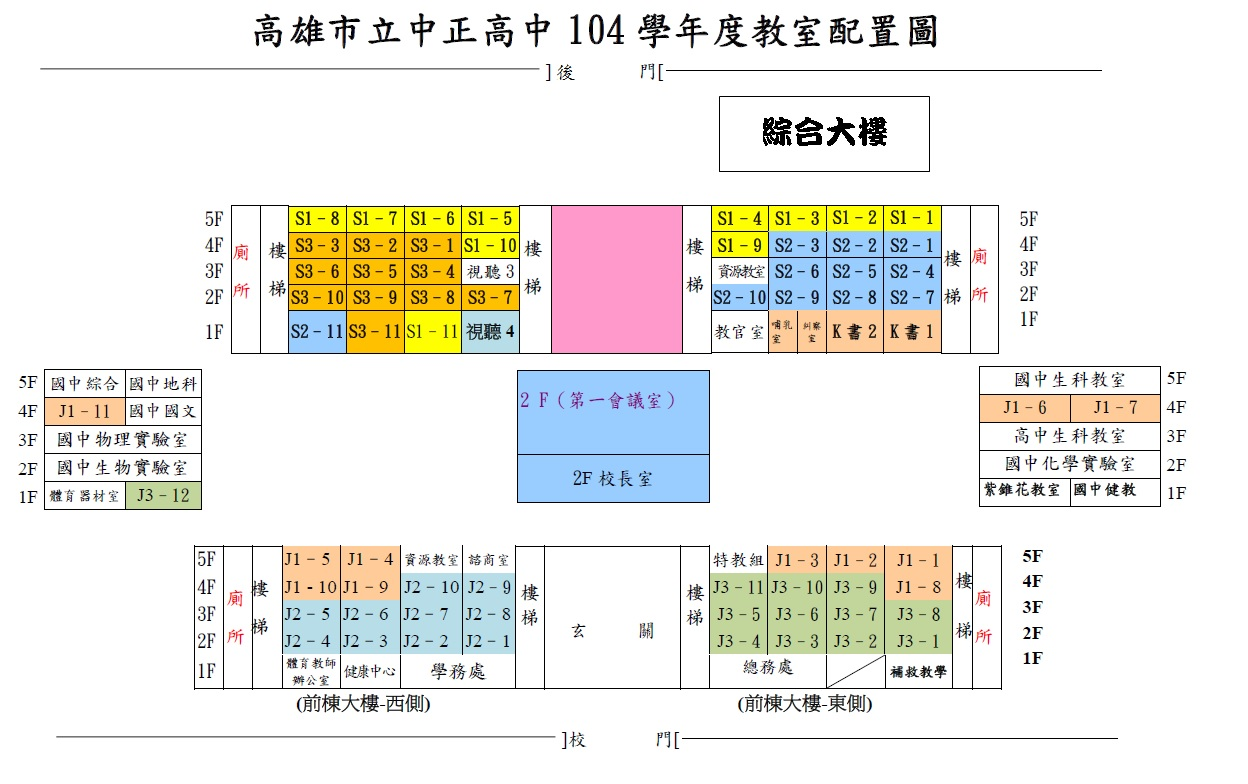 高雄市立中正高中 104 學年度教室配置圖
]後 門[
綜合大樓
5F S1-8 S1-7 S1-6 S1-5 S1-4 S1-3 S1-2 S1-1 5F
4F S3-3 S3-2 S3-1 S1-10 S1-9 S2-3 S2-2 S2-1 4F
廁所 樓梯 樓梯 樓梯 樓梯 廁所
3F S3-6 S3-5 S3-4 視聽 3 資源教室 S2-6 S2-5 S2-4 3F
2F S3-10 S3-9 S3-8 S3-7 S2-10 S2-9 S2-8 S2-7 2F
1F S2-11 S3-11 S1-11 視聽 4 教官室 哺乳室 糾察室 K 書 2 K 書 1 1F
5F 國中綜合 國中地科
4F J1-11 國中國文
3F 國中物理實驗室
2F 國中生物實驗室
1F 體育器材室 J3-12
2 F（第一會議室）
2F 校長室
國中生科教室 5F
J1-6 J1-7 4F
高中生科教室 3F
國中化學實驗室 2F
紫錐花教室 國中健教 1F
5F J1-5 J1-4 資源教室 諮商室 特教組 J1-3 J1-2 J1-1 5F
4F J1-10 J1-9 J2-10 J2-9 J3-11 J3-10 J3-9 J1-8 4F
廁所 樓梯 樓梯 玄 關 樓梯 樓梯 廁所
3F J2-5 J2-6 J2-7 J2-8 J3-5 J3-6 J3-7 J3-8 3F
2F J2-4 J2-3 J2-2 J2-1 J3-4 J3-3 J3-2 J3-1 2F
1F 體育教師辦公室 健康中心 學務處 總務處 補救教學 1F
(前棟大樓-西側) (前棟大樓-東側)
]校 門[